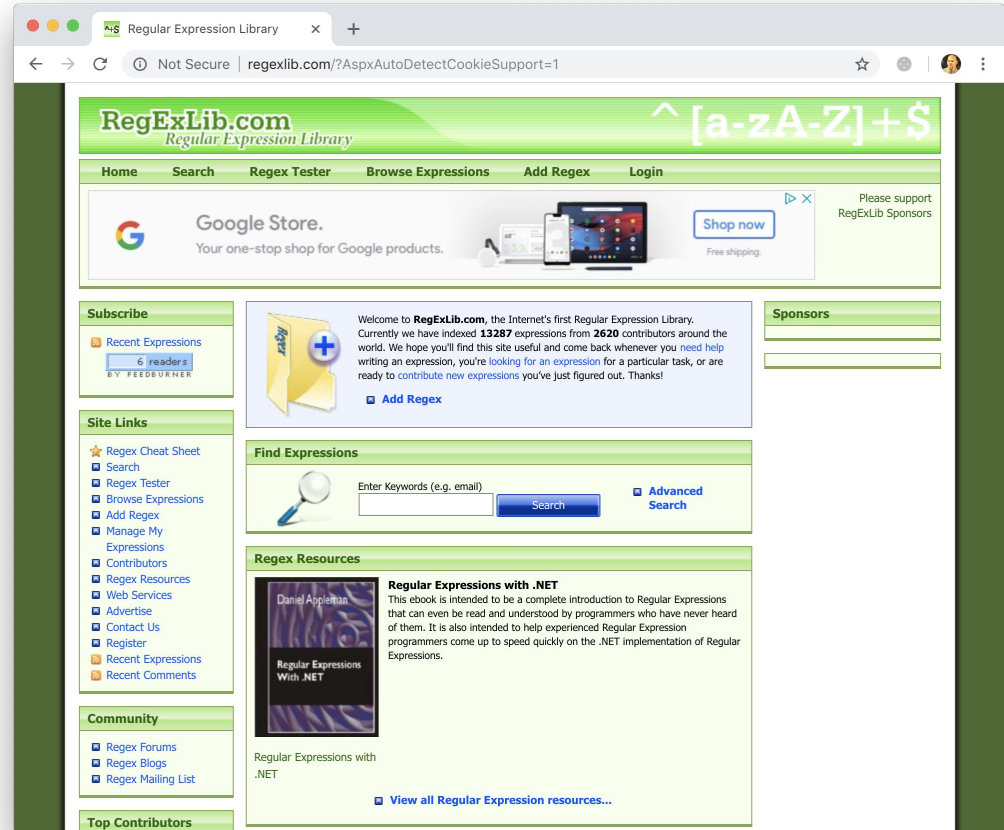 Regular Expression Library
Not Secure | regexlib.com/?AspxAutoDetectCookieSupport=1
RegExLib.com
Regular Expression Library
^[a-zA-Z]+$
Home Search Regex Tester Browse Expressions Add Regex Login
Google Store.
Your one-stop shop for Google products.
Shop now
Free shipping.
Please support
RegExLib Sponsors
Subscribe
Recent Expressions
6 readers
BY FEEDBURNER
Site Links
Regex Cheat Sheet
Search
Regex Tester
Browse Expressions
Add Regex
Manage My
Expressions
Contributors
Regex Resources
Web Services
Advertise
Contact Us
Register
Recent Expressions
Recent Comments
Community
Regex Forums
Regex Blogs
Regex Mailing List
Top Contributors
Regex
Welcome to RegExLib.com, the Internet's first Regular Expression Library.
Currently we have indexed 13287 expressions from 2620 contributors around the
world. We hope you'll find this site useful and come back whenever you need help
writing an expression, you're looking for an expression for a particular task, or are
ready to contribute new expressions you've just figured out. Thanks!
Add Regex
Find Expressions
Enter Keywords (e.g. email)
Search
Advanced
Search
Regex Resources
Daniel Appleman
Regular Expressions
With .NET
Regular Expressions with .NET
This ebook is intended to be a complete introduction to Regular Expressions
that can even be read and understood by programmers who have never heard
of them. It is also intended to help experienced Regular Expression
programmers come up to speed quickly on the .NET implementation of Regular
Expressions.
Regular Expressions with
.NET
View all Regular Expression resources...
Sponsors